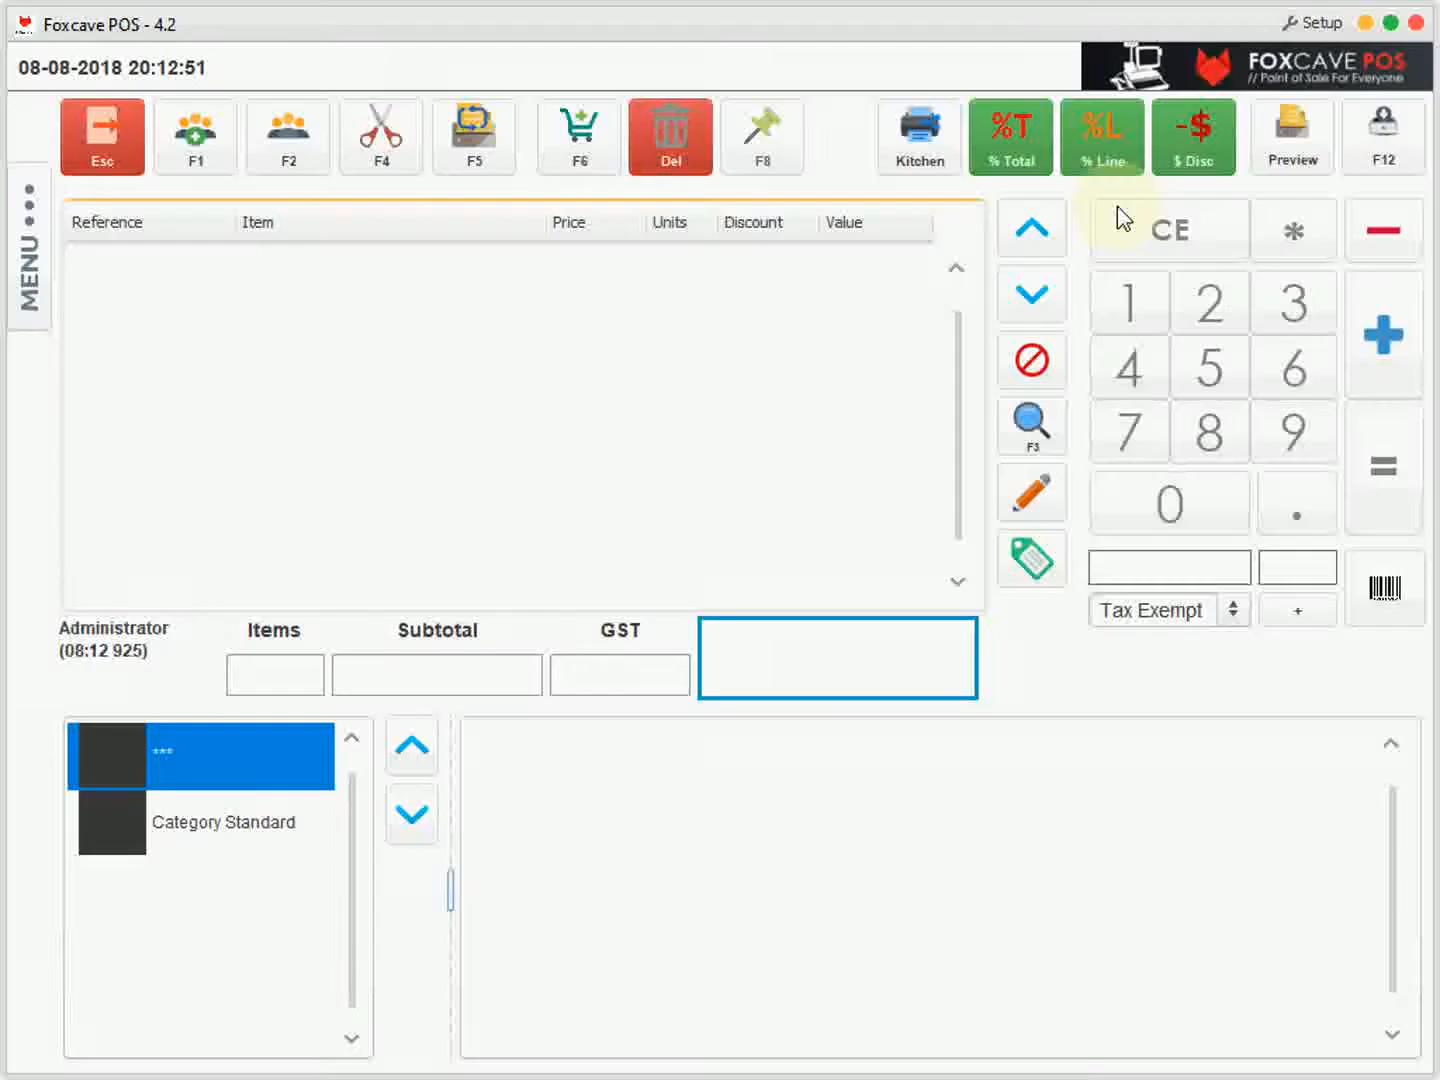 Foxcave POS - 4.2
Setup
08-08-2018 20:12:51
FOXCAVE POS
// Point of Sale For Everyone
Esc
F1
F2
F4
F5
F6
Del
F8
Kitchen
%T
% Total
%L
% Line
-$
$ Disc
Preview
F12
MENU
Reference
Item
Price
Units
Discount
Value
CE
*
1
2
3
4
5
6
7
8
9
0
.
=
F3
Tax Exempt
+
Administrator
(08:12 925)
Items
Subtotal
GST
***
Category Standard